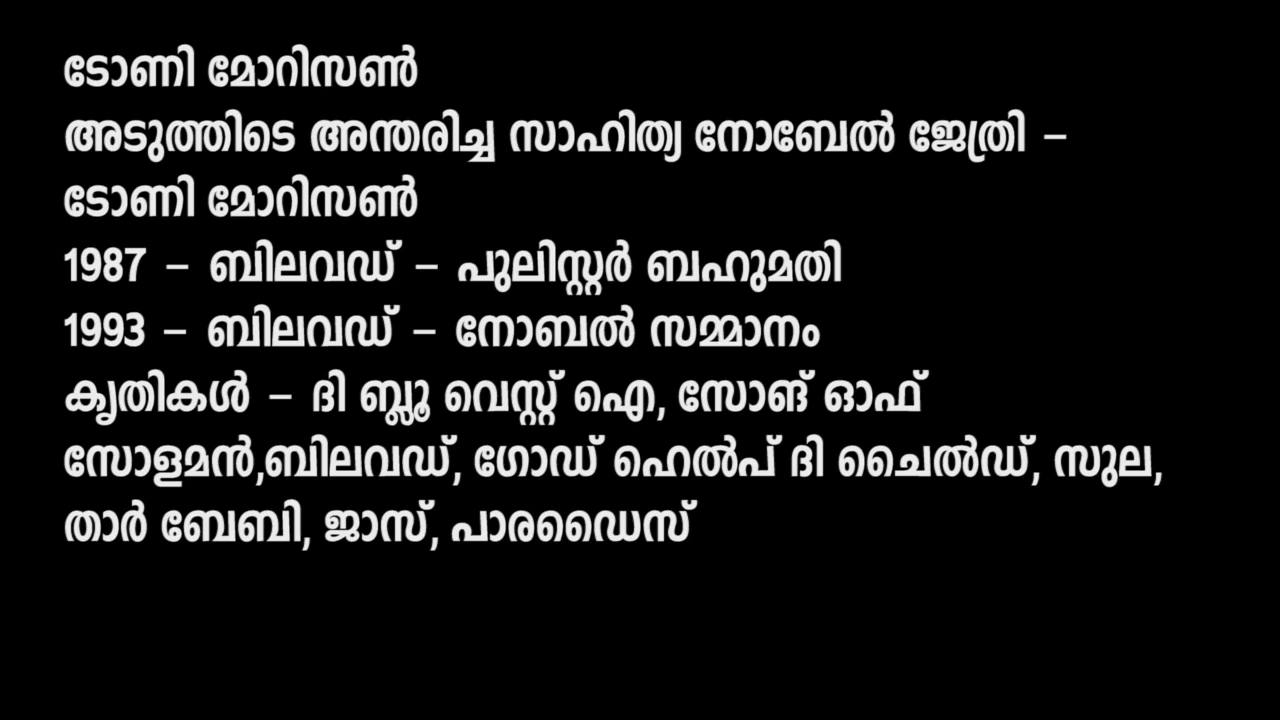 ടോണി മോറിസൺ
അടുത്തിടെ അന്തരിച്ച സാഹിത്യ നോബേൽ ജേത്രി -
ടോണി മോറിസൺ
1987 - ബിലവഡ് - പുലിസ്റ്റർ ബഹുമതി
1993 - ബിലവഡ് - നോബൽ സമ്മാനം
കൃതികൾ - ദി ബ്ലൂ വെസ്റ്റ് ഐ, സോങ് ഓഫ്
സോളമൻ,ബിലവഡ്, ഗോഡ് ഹെൽപ് ദി ചൈൽഡ്, സുല,
താർ ബേബി, ജാസ്, പാരഡൈസ്